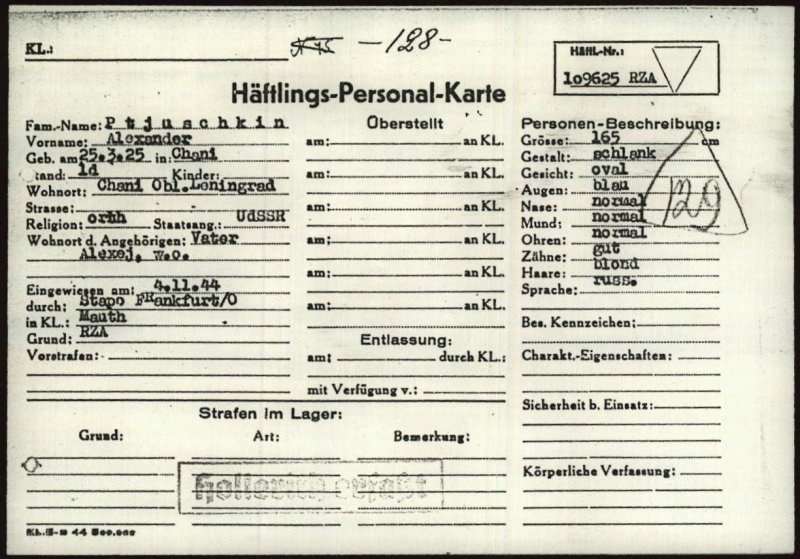 KL.:
-128-
Häftl.-Nr.:
109625 RZA
Häftlings-Personal-Karte
Fam.-Name: Ptjuschkin
Vorname: Alexander
Geb. am 25.3.25 in: Chani
Stand: ld Kinder:
Wohnort: Chani Obl.Leningrad
Strasse:
Religion: orth Staatsang.: UdSSR
Wohnort d. Angehörigen: Vater
Alexej, w.o.
Eingewiesen am: 4.11.44
durch: Stapo Frankfurt/O
in KL.: Mauth
Grund: RZA
Vorstrafen:
Überstellt
am: an KL.
am: an KL.
am: an KL.
am: an KL.
am: an KL.
am: an KL.
Entlassung:
am: durch KL.:
mit Verfügung v.:
Personen-Beschreibung:
Grösse: 165 cm
Gestalt: schlank
Gesicht: oval
Augen: blau
Nase: normal
Mund: normal
Ohren: normal
Zähne: gut
Haare: blond
Sprache: russ.
129
Bes. Kennzeichen:
Charakt.-Eigenschaften:
Sicherheit b. Einsatz:
Körperliche Verfassung:
Strafen im Lager:
Grund: Art: Bemerkung:
Hollerith erfaßt